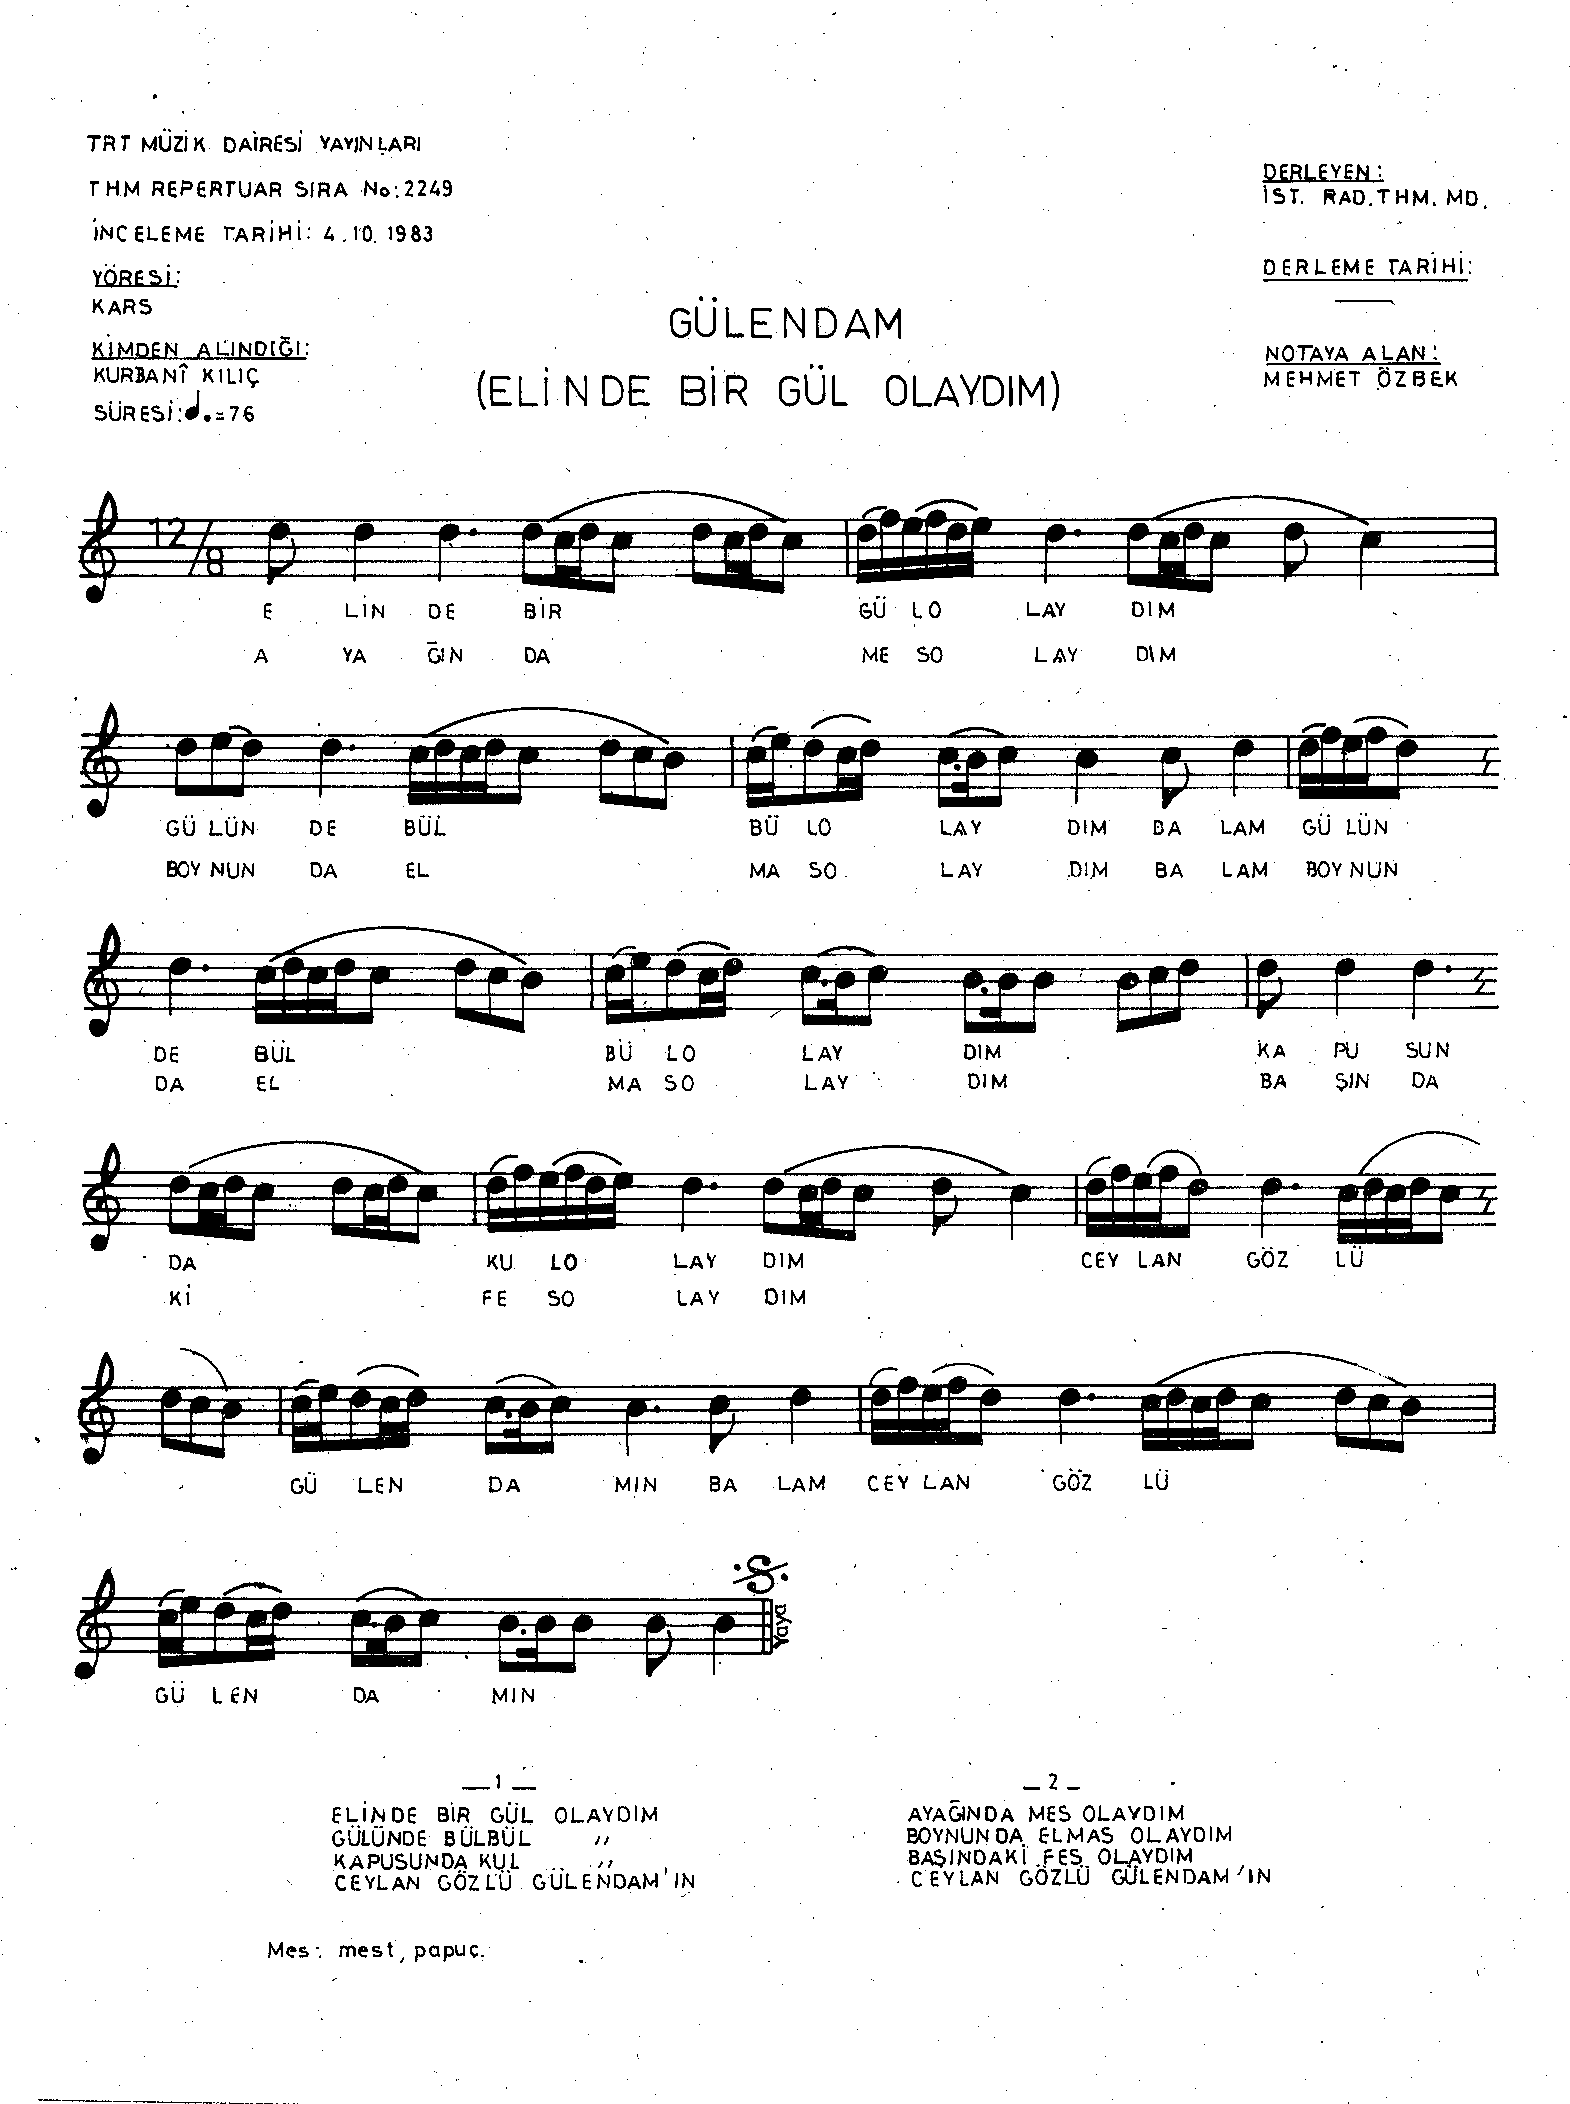 TRT MÜZİK DAİRESİ YAYINLARI
THM REPERTUAR SIRA No: 2249
İNCELEME TARİHİ: 4.10.1983
YÖRESİ:
KARS
KİMDEN ALINDIĞI:
KURBANÎ KILIÇ
SÜRESİ: ♩.=76
DERLEYEN:
İST. RAD. THM. MD.
DERLEME TARİHİ:
NOTAYA ALAN:
MEHMET ÖZBEK
GÜLENDAM
(ELİNDE BİR GÜL OLAYDIM)
12/8
E LİN DE BİR GÜ LO LAY DIM
A YA ĞIN DA ME SO LAY DIM
GÜ LÜN DE BÜL BÜ LO LAY DIM BA LAM GÜ LÜN
BOY NUN DA EL MA SO LAY DIM BA LAM BOY NUN
DE BÜL BÜ LO LAY DIM KA PU SUN
DA EL MA SO LAY DIM BA ŞIN DA
DA KU LO LAY DIM CEY LAN GÖZ LÜ
Kİ FE SO LAY DIM
GÜ LEN DA MIN BA LAM CEY LAN GÖZ LÜ
Yaya
GÜ LEN DA MIN
— 1 —
ELİNDE BİR GÜL OLAYDIM
GÜLÜNDE BÜLBÜL "
KAPUSUNDA KUL "
CEYLAN GÖZLÜ GÜLENDAM'IN
— 2 —
AYAĞINDA MES OLAYDIM
BOYNUNDA ELMAS OLAYDIM
BAŞINDAKİ FES OLAYDIM
CEYLAN GÖZLÜ GÜLENDAM'IN
Mes: mest, papuç.